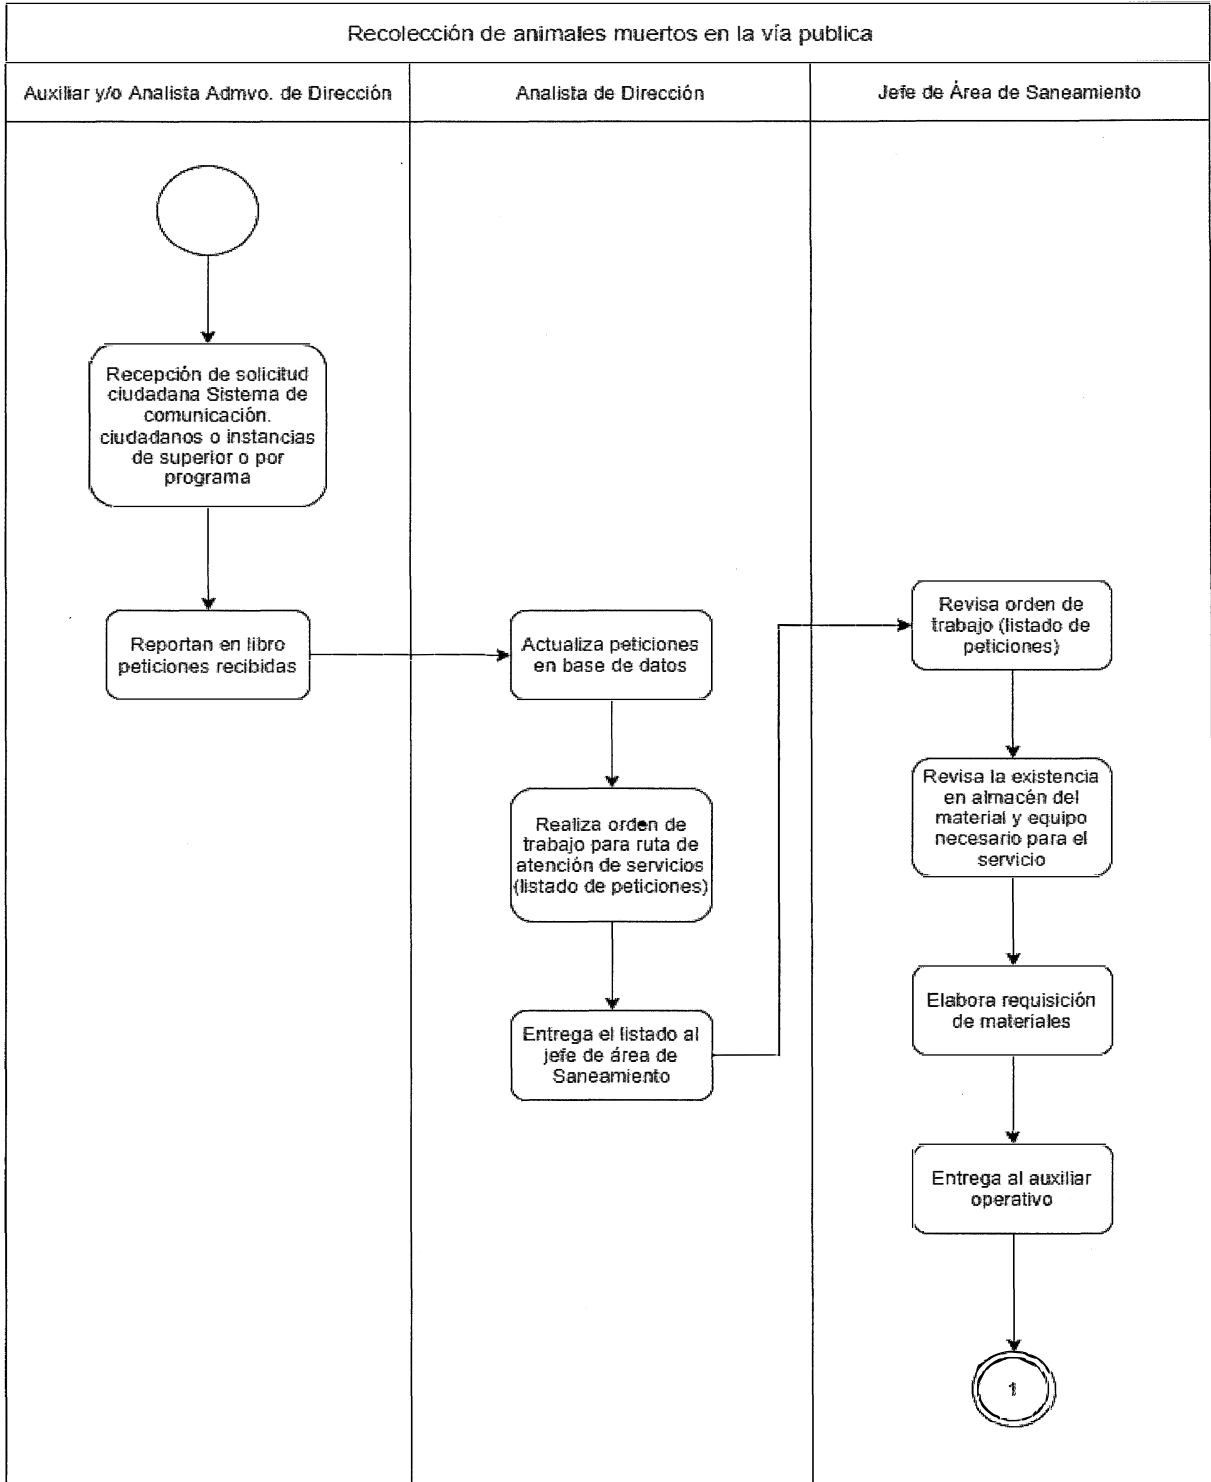 Recolección de animales muertos en la vía publica
Auxiliar y/o Analista Admvo. de Dirección
Analista de Dirección
Jefe de Área de Saneamiento
Recepción de solicitud
ciudadana Sistema de
comunicación.
ciudadanos o instancias
de superior o por
programa
Reportan en libro
peticiones recibidas
Actualiza peticiones
en base de datos
Realiza orden de
trabajo para ruta de
atención de servicios
(listado de peticiones)
Entrega el listado al
jefe de área de
Saneamiento
Revisa orden de
trabajo (listado de
peticiones)
Revisa la existencia
en almacén del
material y equipo
necesario para el
servicio
Elabora requisición
de materiales
Entrega al auxiliar
operativo
1